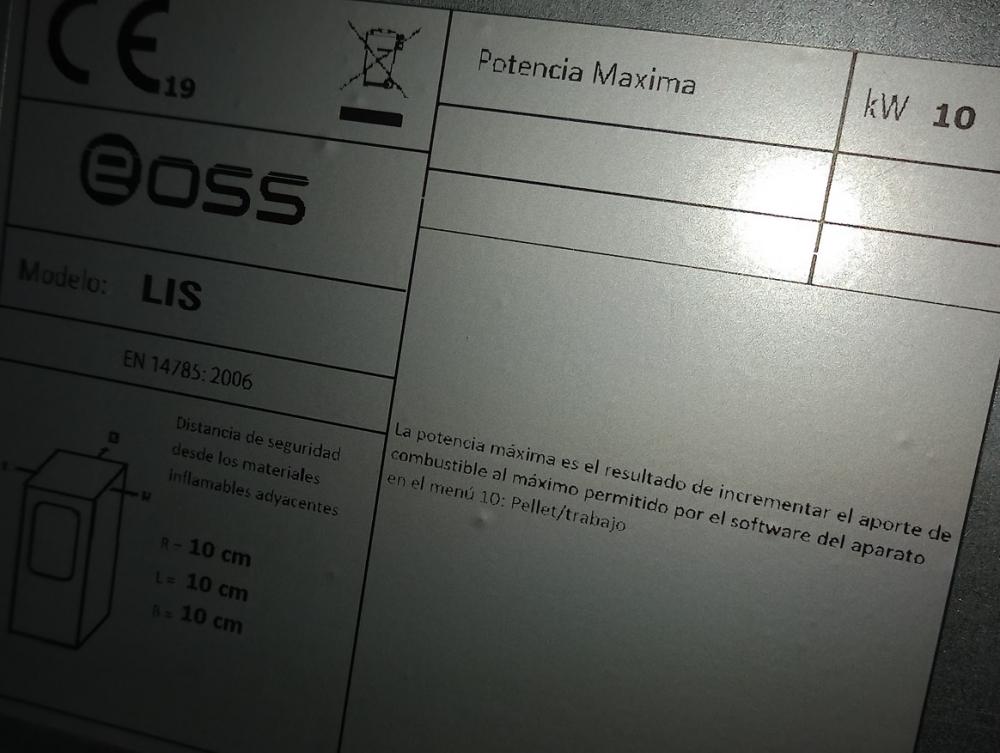 CE 19
eoss
Modelo: LIS
EN 14785: 2006
Distancia de seguridad
desde los materiales
inflamables adyacentes
R = 10 cm
L = 10 cm
B = 10 cm
Potencia Maxima
kW 10
La potencia máxima es el resultado de incrementar el aporte de
combustible al máximo permitido por el software del aparato
en el menú 10: Pellet/trabajo